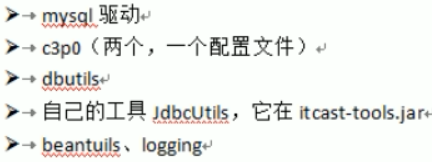 mysql 驱动
c3p0（两个，一个配置文件）
dbutils
自己的工具 JdbcUtils，它在 itcast-tools.jar
beantuils、logging